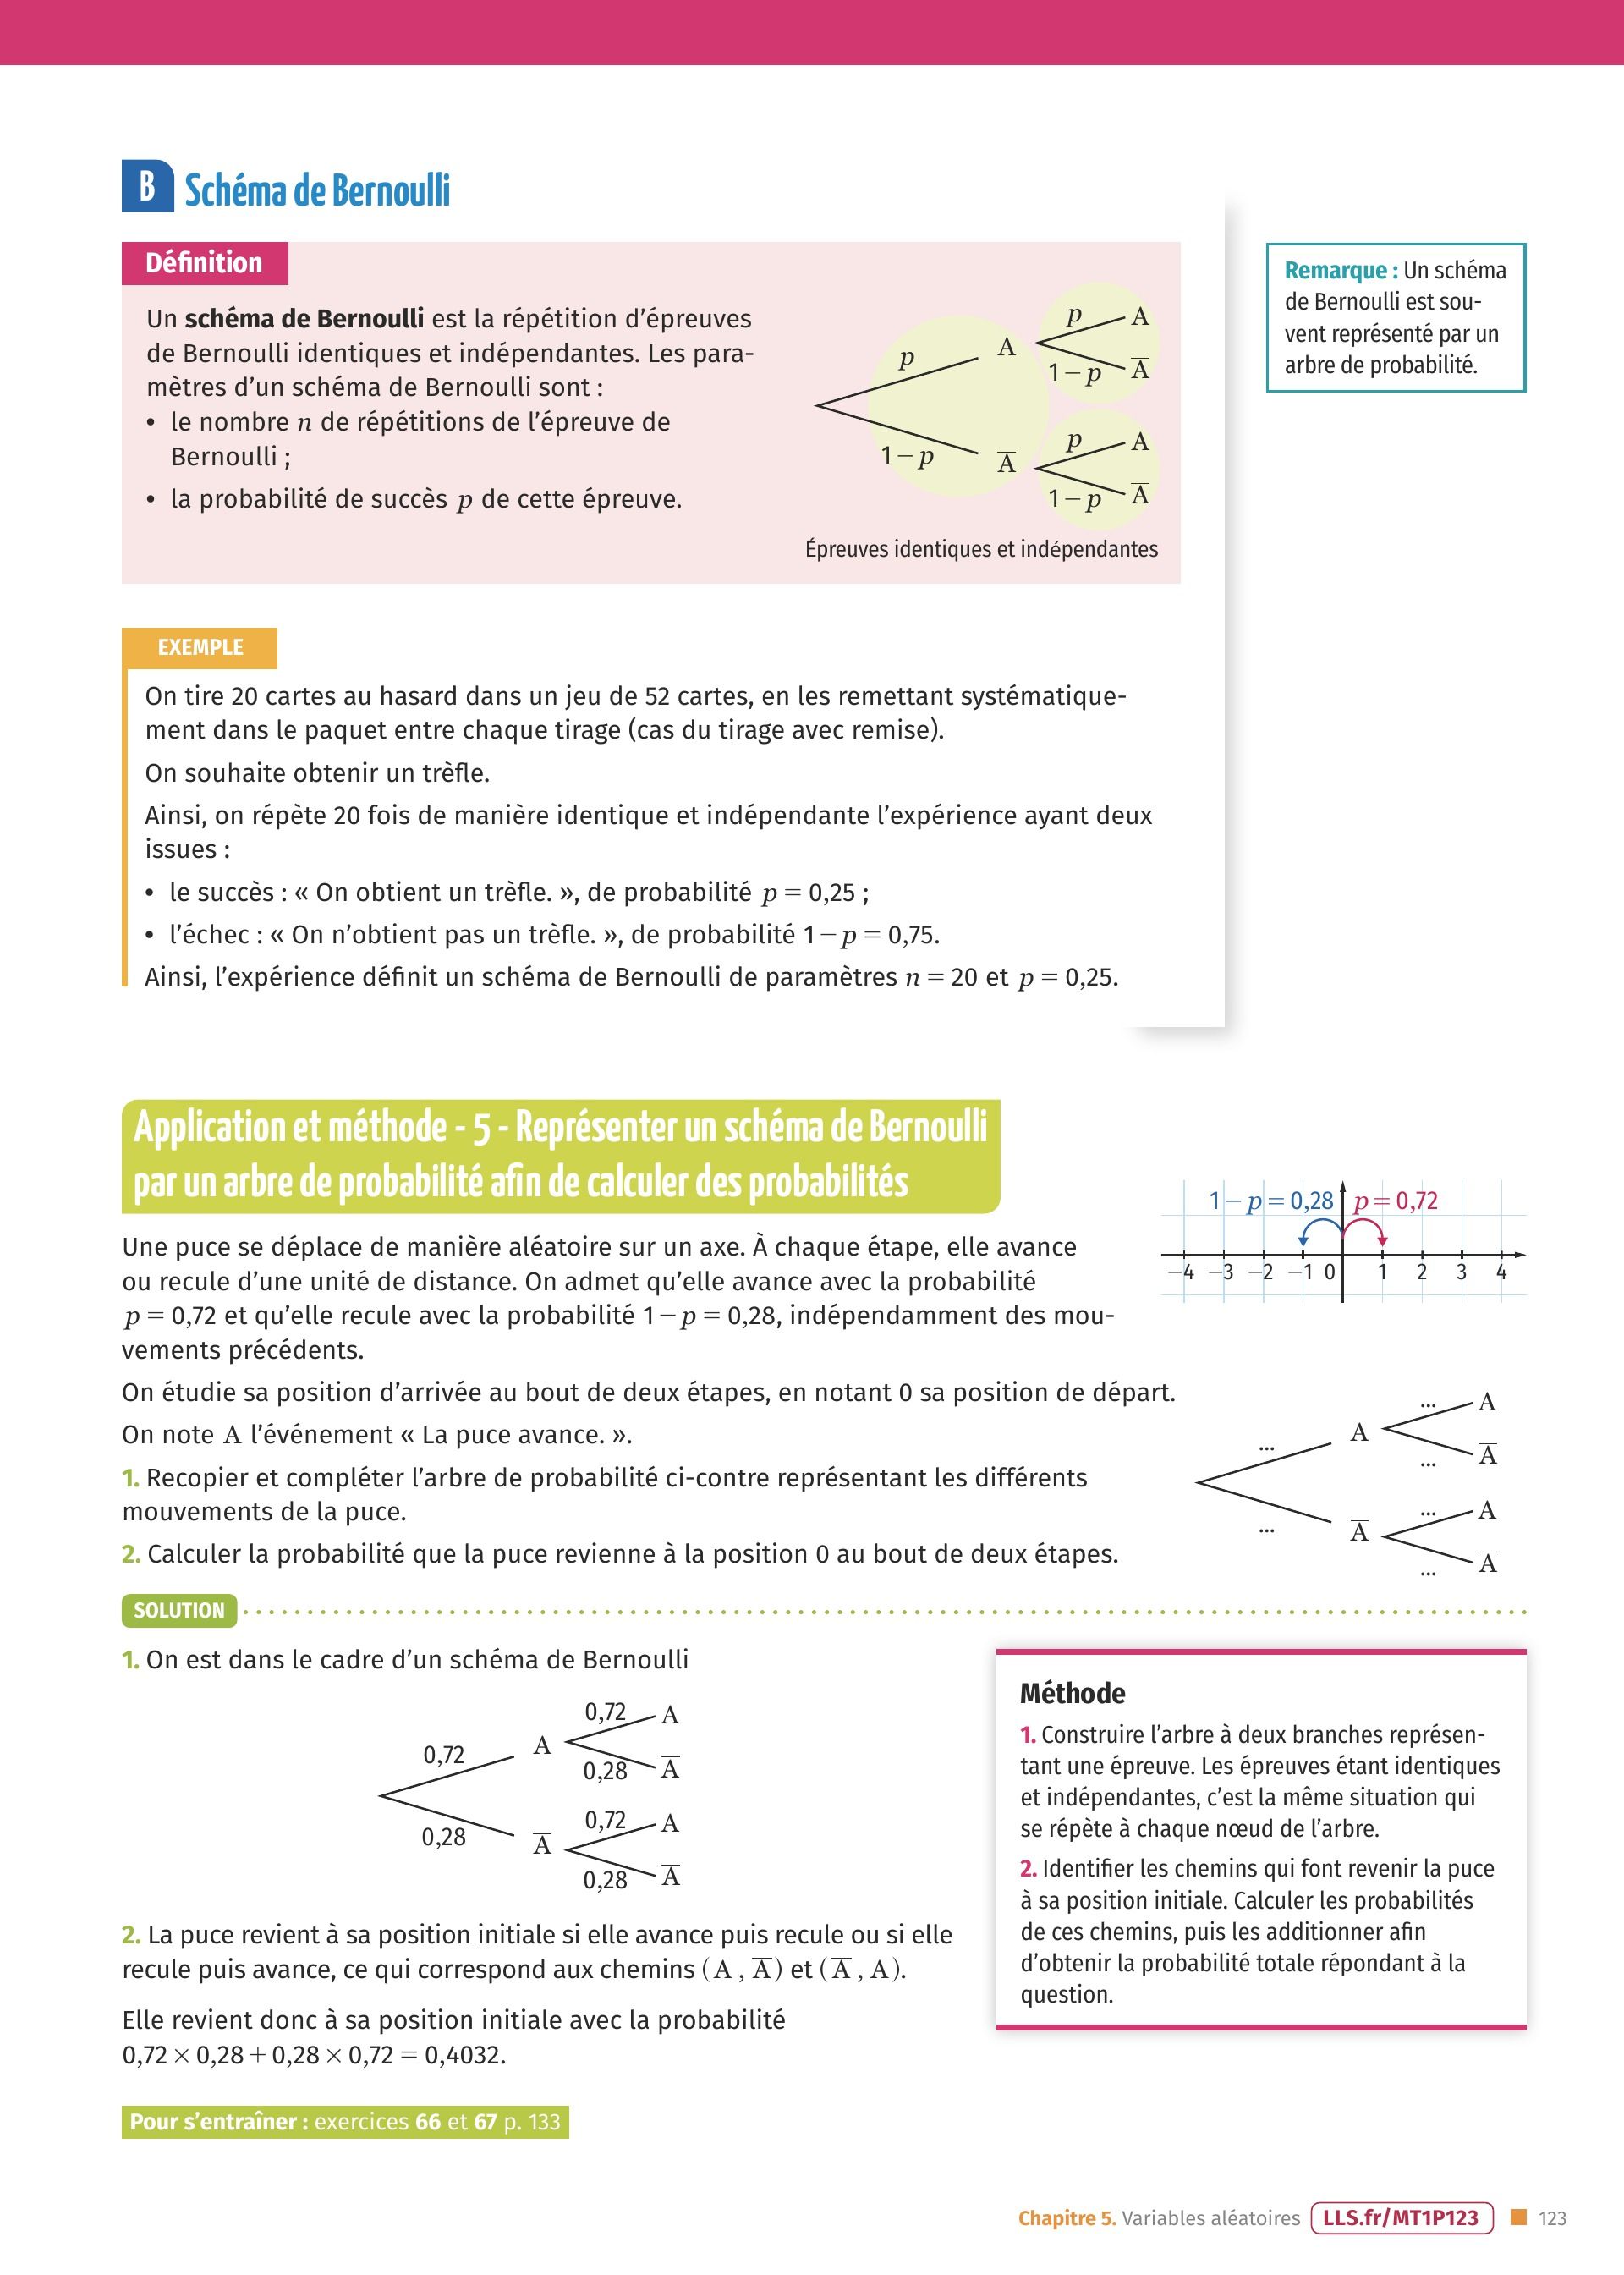 B Schéma de Bernoulli
Définition
Un schéma de Bernoulli est la répétition d'épreuves
de Bernoulli identiques et indépendantes. Les para-
mètres d'un schéma de Bernoulli sont :
• le nombre n de répétitions de l'épreuve de
Bernoulli ;
• la probabilité de succès p de cette épreuve.
p
A
p
A
1−p
A̅
1−p
A̅
p
A
1−p
A̅
Épreuves identiques et indépendantes
Remarque : Un schéma
de Bernoulli est sou-
vent représenté par un
arbre de probabilité.
EXEMPLE
On tire 20 cartes au hasard dans un jeu de 52 cartes, en les remettant systématique-
ment dans le paquet entre chaque tirage (cas du tirage avec remise).
On souhaite obtenir un trèfle.
Ainsi, on répète 20 fois de manière identique et indépendante l'expérience ayant deux
issues :
• le succès : « On obtient un trèfle. », de probabilité p = 0,25 ;
• l'échec : « On n'obtient pas un trèfle. », de probabilité 1−p = 0,75.
Ainsi, l'expérience définit un schéma de Bernoulli de paramètres n = 20 et p = 0,25.
Application et méthode - 5 - Représenter un schéma de Bernoulli
par un arbre de probabilité afin de calculer des probabilités
Une puce se déplace de manière aléatoire sur un axe. À chaque étape, elle avance
ou recule d'une unité de distance. On admet qu'elle avance avec la probabilité
p = 0,72 et qu'elle recule avec la probabilité 1−p = 0,28, indépendamment des mou-
vements précédents.
On étudie sa position d'arrivée au bout de deux étapes, en notant 0 sa position de départ.
On note A l'événement « La puce avance. ».
1. Recopier et compléter l'arbre de probabilité ci-contre représentant les différents
mouvements de la puce.
2. Calculer la probabilité que la puce revienne à la position 0 au bout de deux étapes.
1−p = 0,28 p = 0,72
−4 −3 −2 −1 0 1 2 3 4
...
A
...
A
...
A̅
...
A̅
...
A
...
A̅
SOLUTION
1. On est dans le cadre d'un schéma de Bernoulli
0,72
A
0,72
A
0,28
A̅
0,28
A̅
0,72
A
0,28
A̅
2. La puce revient à sa position initiale si elle avance puis recule ou si elle
recule puis avance, ce qui correspond aux chemins (A , A̅) et (A̅ , A).
Elle revient donc à sa position initiale avec la probabilité
0,72 × 0,28 + 0,28 × 0,72 = 0,4032.
Méthode
1. Construire l'arbre à deux branches représen-
tant une épreuve. Les épreuves étant identiques
et indépendantes, c'est la même situation qui
se répète à chaque nœud de l'arbre.
2. Identifier les chemins qui font revenir la puce
à sa position initiale. Calculer les probabilités
de ces chemins, puis les additionner afin
d'obtenir la probabilité totale répondant à la
question.
Pour s'entraîner : exercices 66 et 67 p. 133
Chapitre 5. Variables aléatoires LLS.fr/MT1P123 123